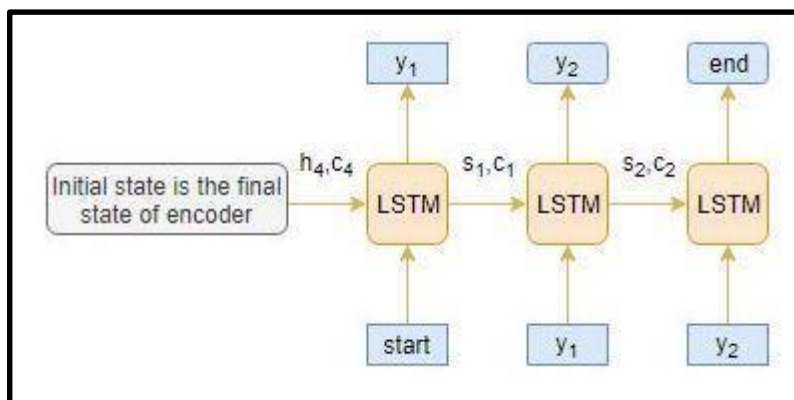 y₁
y₂
end
h₄,c₄
s₁,c₁
s₂,c₂
Initial state is the final
state of encoder
LSTM
LSTM
LSTM
start
y₁
y₂